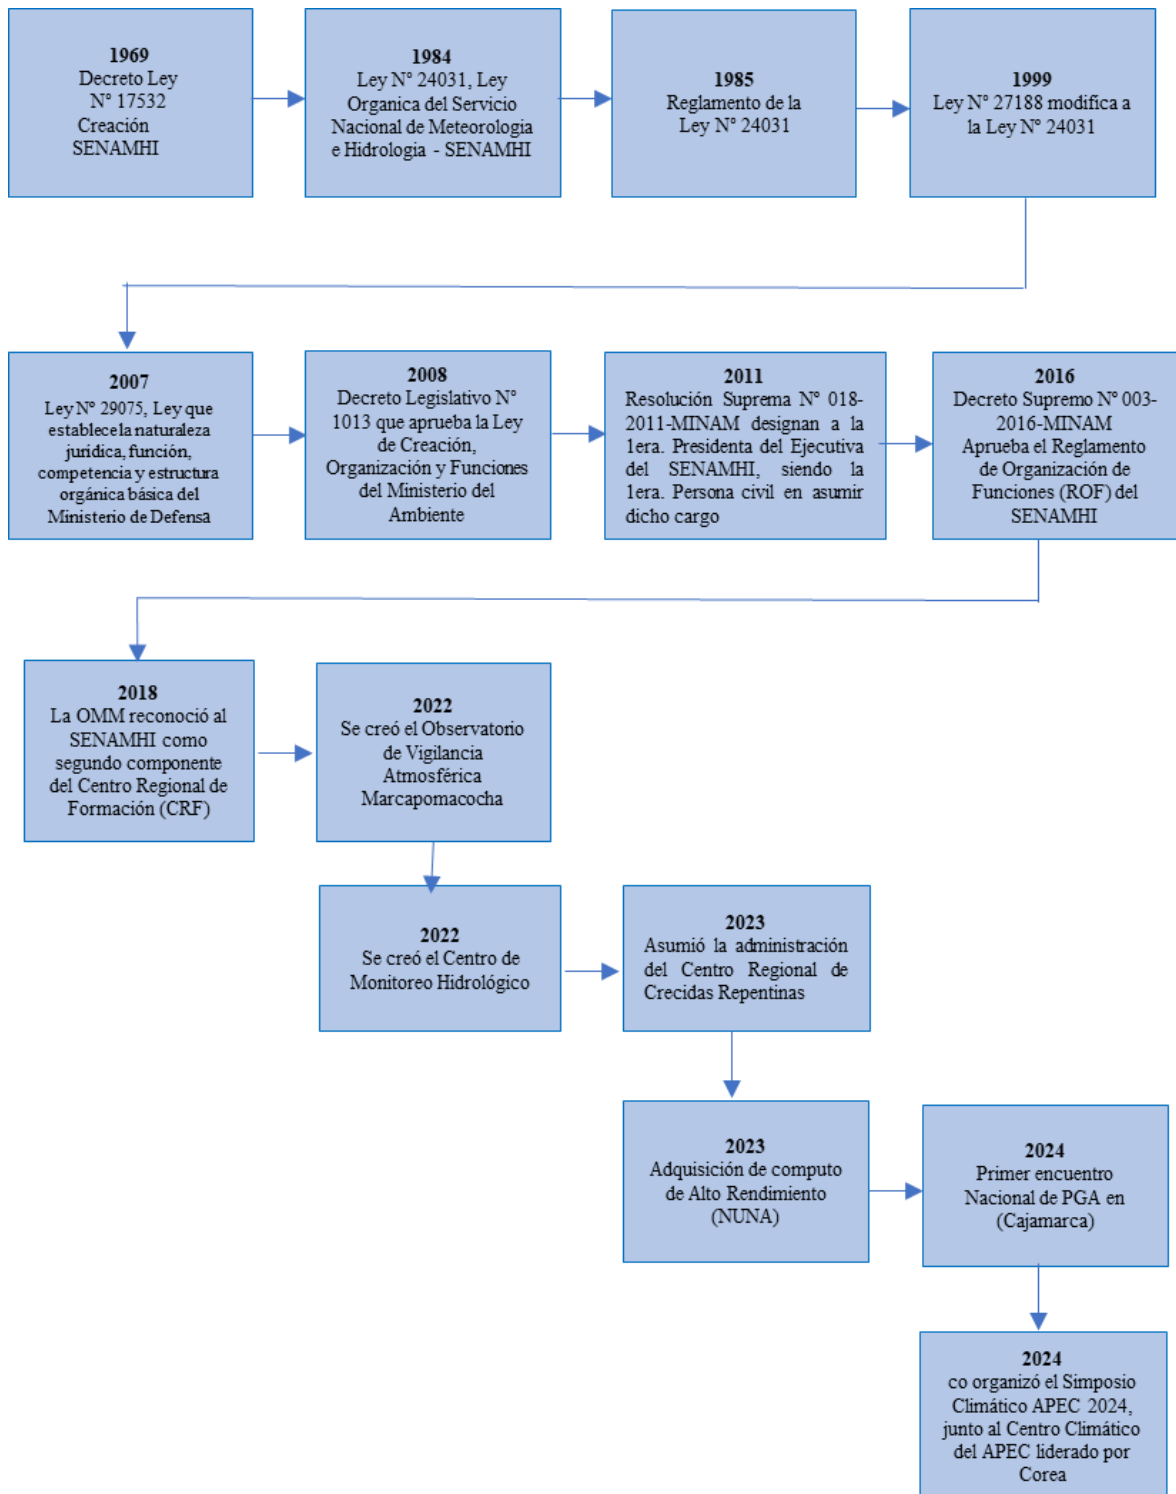 1969
Decreto Ley
N° 17532
Creación
SENAMHI
1984
Ley N° 24031, Ley
Organica del Servicio
Nacional de Meteorologia
e Hidrologia - SENAMHI
1985
Reglamento de la
Ley N° 24031
1999
Ley N° 27188 modifica a
la Ley N° 24031
2007
Ley Nº 29075, Ley que
establece la naturaleza
jurídica, función,
competencia y estructura
orgánica básica del
Ministerio de Defensa
2008
Decreto Legislativo N°
1013 que aprueba la Ley
de Creación,
Organización y Funciones
del Ministerio del
Ambiente
2011
Resolución Suprema N° 018-
2011-MINAM designan a la
1era. Presidenta del Ejecutiva
del SENAMHI, siendo la
1era. Persona civil en asumir
dicho cargo
2016
Decreto Supremo N° 003-
2016-MINAM
Aprueba el Reglamento
de Organización de
Funciones (ROF) del
SENAMHI
2018
La OMM reconoció al
SENAMHI como
segundo componente
del Centro Regional de
Formación (CRF)
2022
Se creó el Observatorio
de Vigilancia
Atmosférica
Marcapomacocha
2022
Se creó el Centro de
Monitoreo Hidrológico
2023
Asumió la administración
del Centro Regional de
Crecidas Repentinas
2023
Adquisición de computo
de Alto Rendimiento
(NUNA)
2024
Primer encuentro
Nacional de PGA en
(Cajamarca)
2024
co organizó el Simposio
Climático APEC 2024,
junto al Centro Climático
del APEC liderado por
Corea